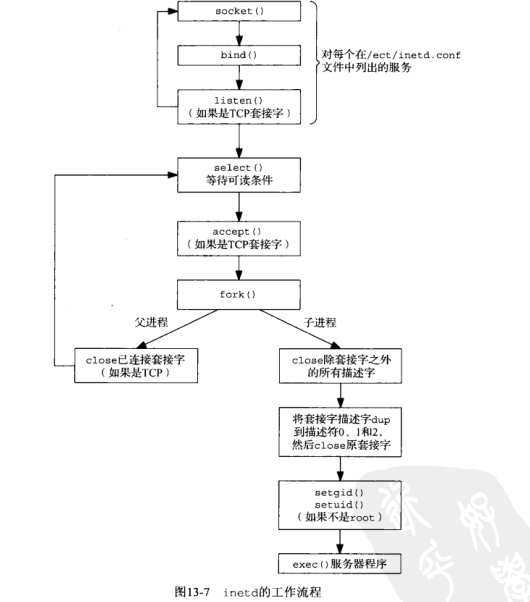 socket()
bind()
对每个在/ect/inetd.conf
文件中列出的服务
listen()
(如果是TCP套接字)
select()
等待可读条件
accept()
(如果是TCP套接字)
fork()
父进程
子进程
close已连接套接字
(如果是TCP)
close除套接字之外
的所有描述字
将套接字描述字dup
到描述符0、1和2,
然后close原套接字
setgid()
setuid()
(如果不是root)
exec()服务器程序
图13-7 inetd的工作流程